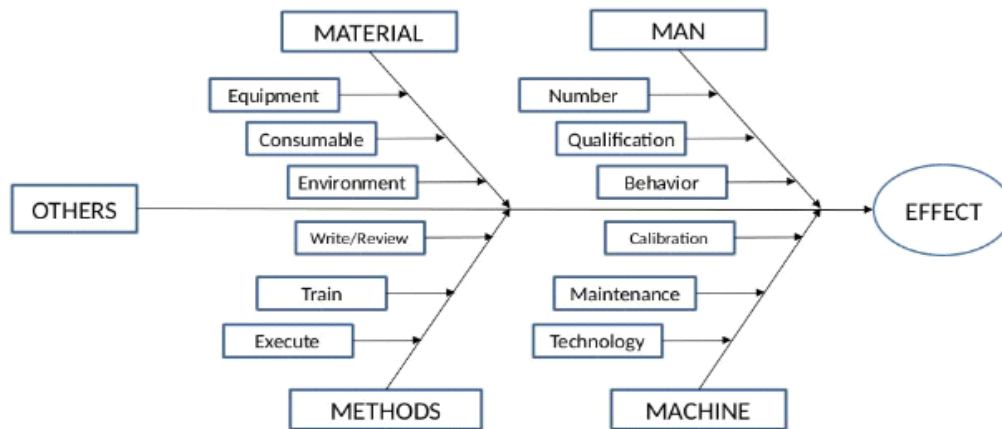 MATERIAL
MAN
Equipment
Number
Consumable
Qualification
Environment
Behavior
OTHERS
EFFECT
Write/Review
Calibration
Train
Maintenance
Execute
Technology
METHODS
MACHINE